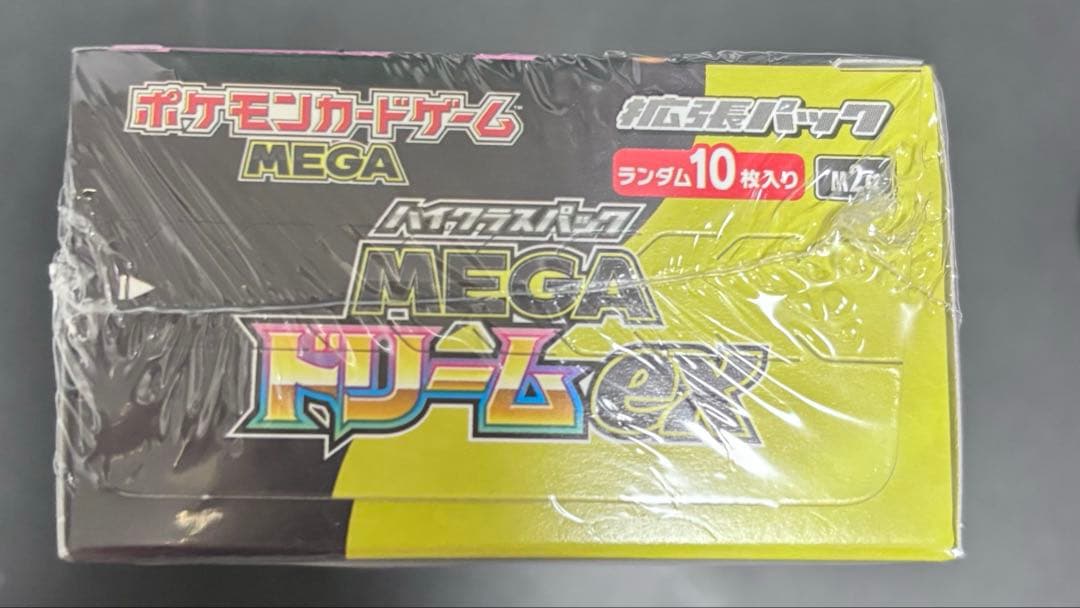 ポケモンカードゲーム
MEGA
拡張パック
ランダム10枚入り
ハイクラスパック
MEGA
ドリームex